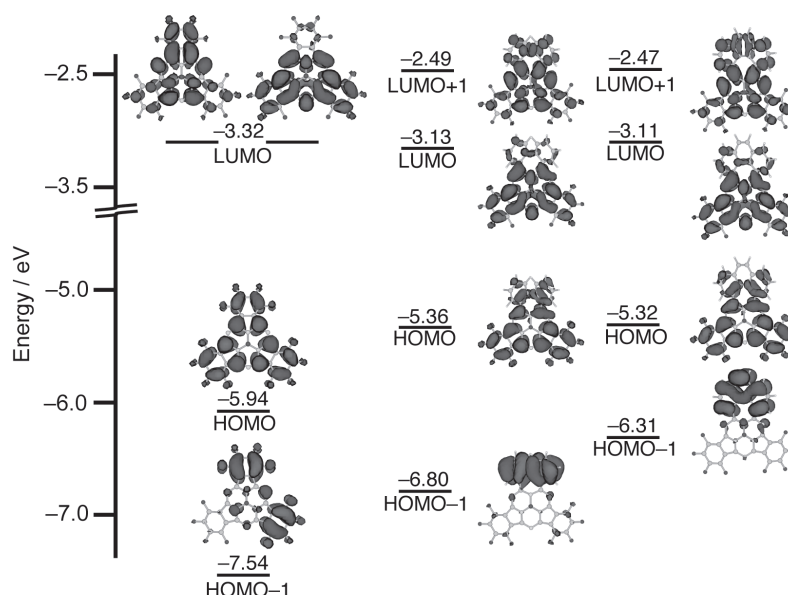 Energy / eV
−2.5
−3.5
−5.0
−6.0
−7.0
−3.32
LUMO
−5.94
HOMO
−7.54
HOMO−1
−2.49
LUMO+1
−3.13
LUMO
−5.36
HOMO
−6.80
HOMO−1
−2.47
LUMO+1
−3.11
LUMO
−5.32
HOMO
−6.31
HOMO−1